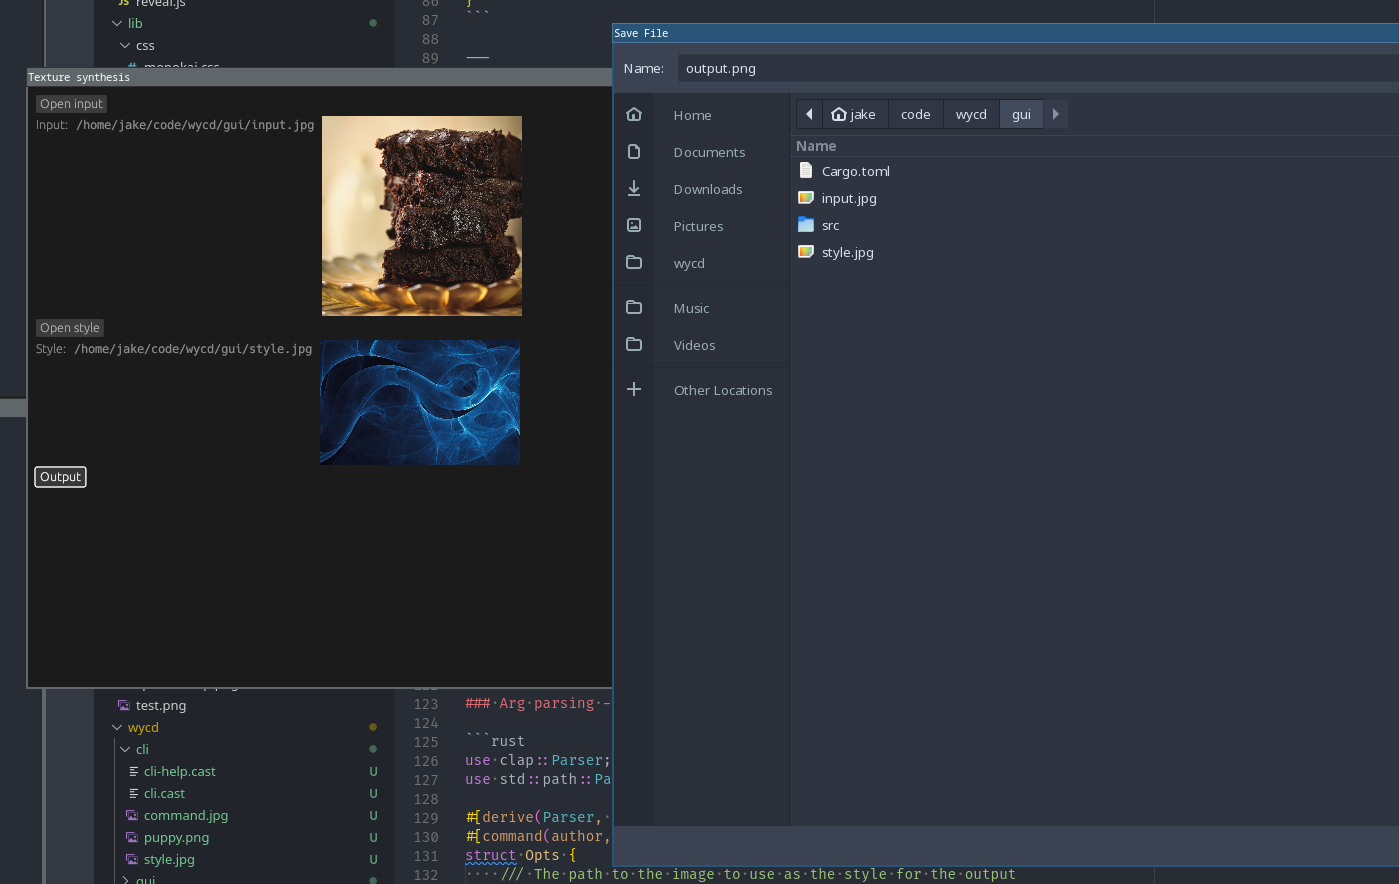 JS reveal.js
lib
css
# monokai.css
86 }
87 ```
88
89 ---
Texture synthesis
Open input
Input: /home/jake/code/wycd/gui/input.jpg
Open style
Style: /home/jake/code/wycd/gui/style.jpg
Output
Save File
Name: output.png
Home
Documents
Downloads
Pictures
wycd
Music
Videos
Other Locations
jake code wycd gui
Name
Cargo.toml
input.jpg
src
style.jpg
test.png
wycd
cli
cli-help.cast U
cli.cast U
command.jpg U
puppy.png U
style.jpg U
gui
123 ### Arg parsing -
124
125 ```rust
126 use clap::Parser;
127 use std::path::Pa
128
129 #[derive(Parser,
130 #[command(author,
131 struct Opts {
132 /// The path to the image to use as the style for the output